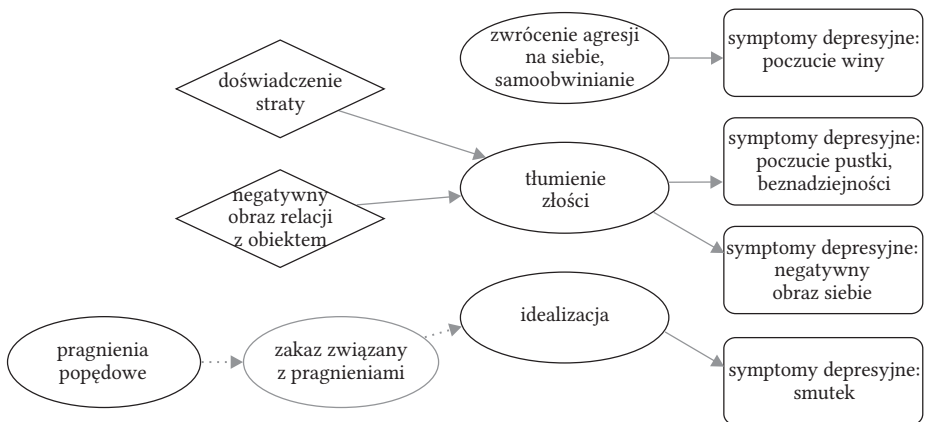 zwrócenie agresji
na siebie,
samoobwinianie
symptomy depresyjne:
poczucie winy
doświadczenie
straty
symptomy depresyjne:
poczucie pustki,
beznadziejności
tłumienie
złości
negatywny
obraz relacji
z obiektem
symptomy depresyjne:
negatywny
obraz siebie
idealizacja
pragnienia
popędowe
zakaz związany
z pragnieniami
symptomy depresyjne:
smutek